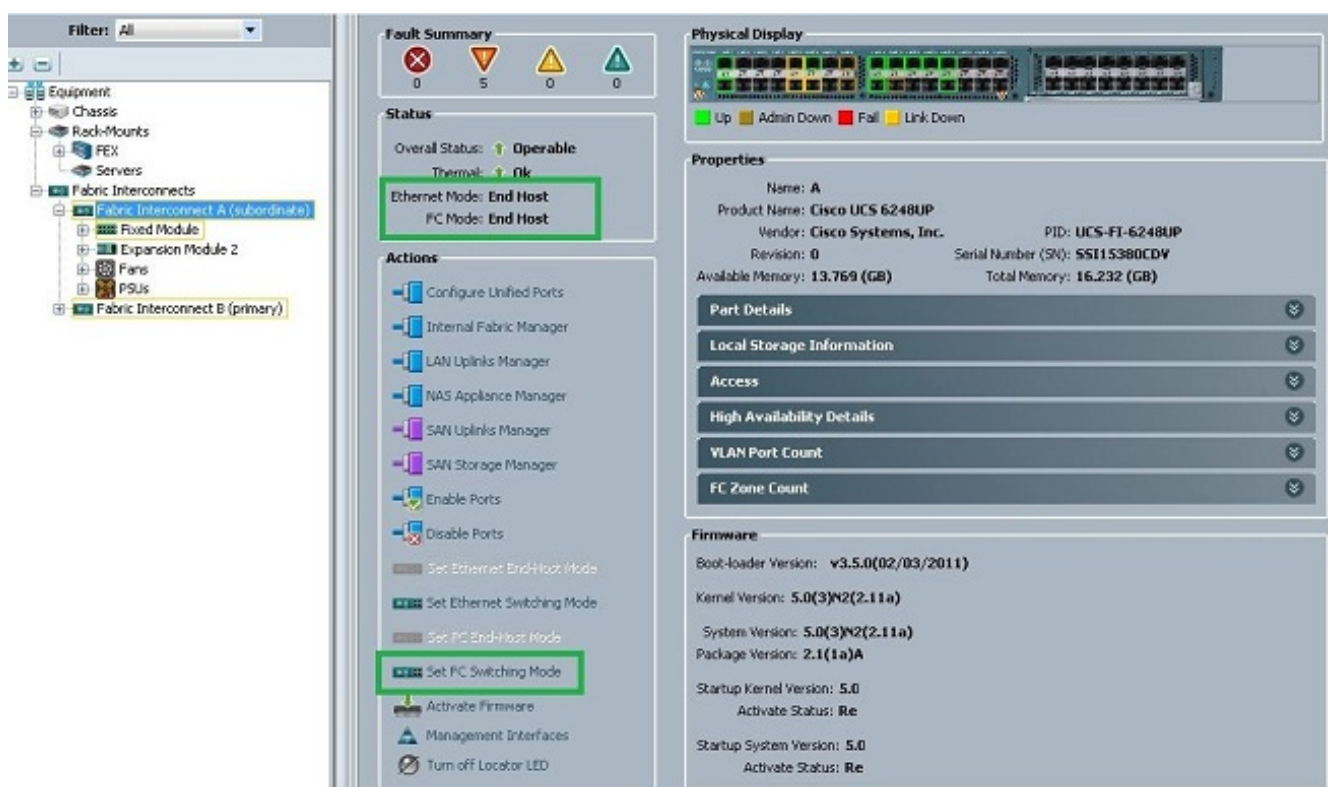 Filter: All
Equipment
Chassis
Rack-Mounts
FEX
Servers
Fabric Interconnects
Fabric Interconnect A (subordinate)
Fixed Module
Expansion Module 2
Fans
PSUs
Fabric Interconnect B (primary)
Fault Summary
0 5 0 0
Status
Overall Status: Operable
Thermal: Ok
Ethernet Mode: End Host
FC Mode: End Host
Actions
Configure Unified Ports
Internal Fabric Manager
LAN Uplinks Manager
NAS Appliance Manager
SAN Uplinks Manager
SAN Storage Manager
Enable Ports
Disable Ports
Set Ethernet End-Host Mode
Set Ethernet Switching Mode
Set FC End-Host Mode
Set FC Switching Mode
Activate Firmware
Management Interfaces
Turn off Locator LED
Physical Display
Up Admin Down Fail Link Down
Properties
Name: A
Product Name: Cisco UCS 6248UP
Vendor: Cisco Systems, Inc. PID: UCS-FI-6248UP
Revision: 0 Serial Number (SN): SSI15380CDV
Available Memory: 13.769 (GB) Total Memory: 16.232 (GB)
Part Details
Local Storage Information
Access
High Availability Details
VLAN Port Count
FC Zone Count
Firmware
Boot-loader Version: v3.5.0(02/03/2011)
Kernel Version: 5.0(3)N2(2.11a)
System Version: 5.0(3)N2(2.11a)
Package Version: 2.1(1a)A
Startup Kernel Version: 5.0
Activate Status: Re
Startup System Version: 5.0
Activate Status: Re